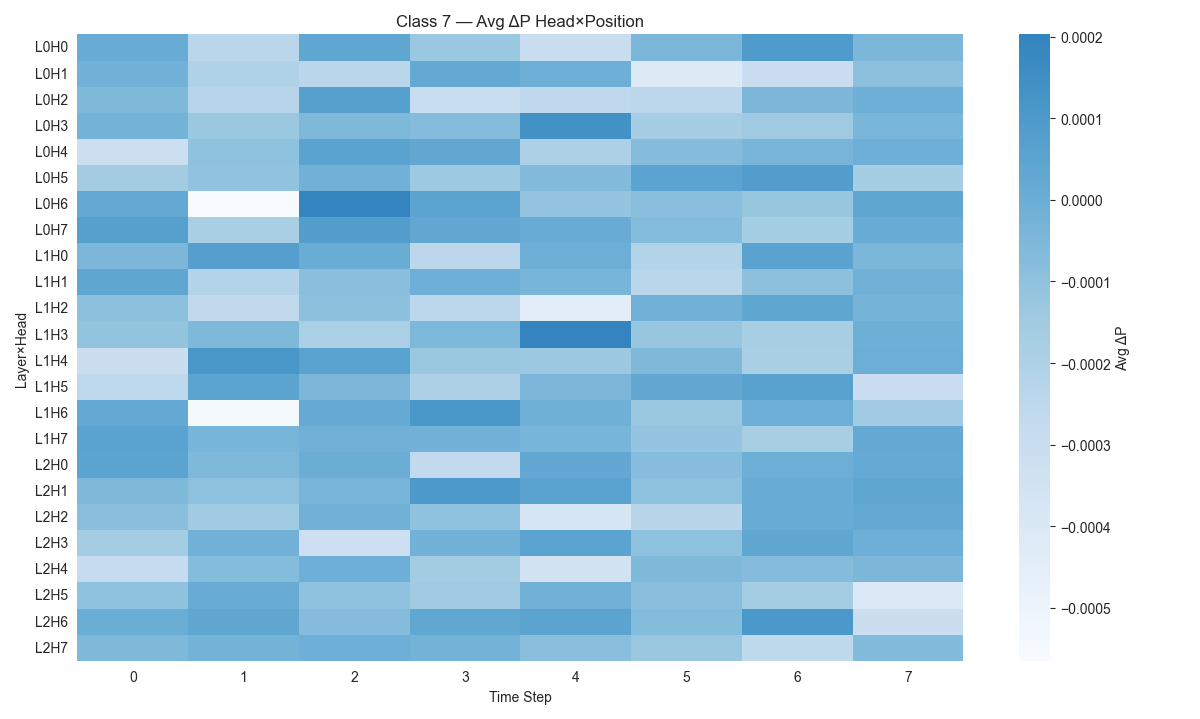 Class 7 — Avg ΔP Head×Position
Layer×Head
L0H0
L0H1
L0H2
L0H3
L0H4
L0H5
L0H6
L0H7
L1H0
L1H1
L1H2
L1H3
L1H4
L1H5
L1H6
L1H7
L2H0
L2H1
L2H2
L2H3
L2H4
L2H5
L2H6
L2H7
0 1 2 3 4 5 6 7
Time Step
0.0002
0.0001
0.0000
−0.0001
−0.0002
−0.0003
−0.0004
−0.0005
Avg ΔP